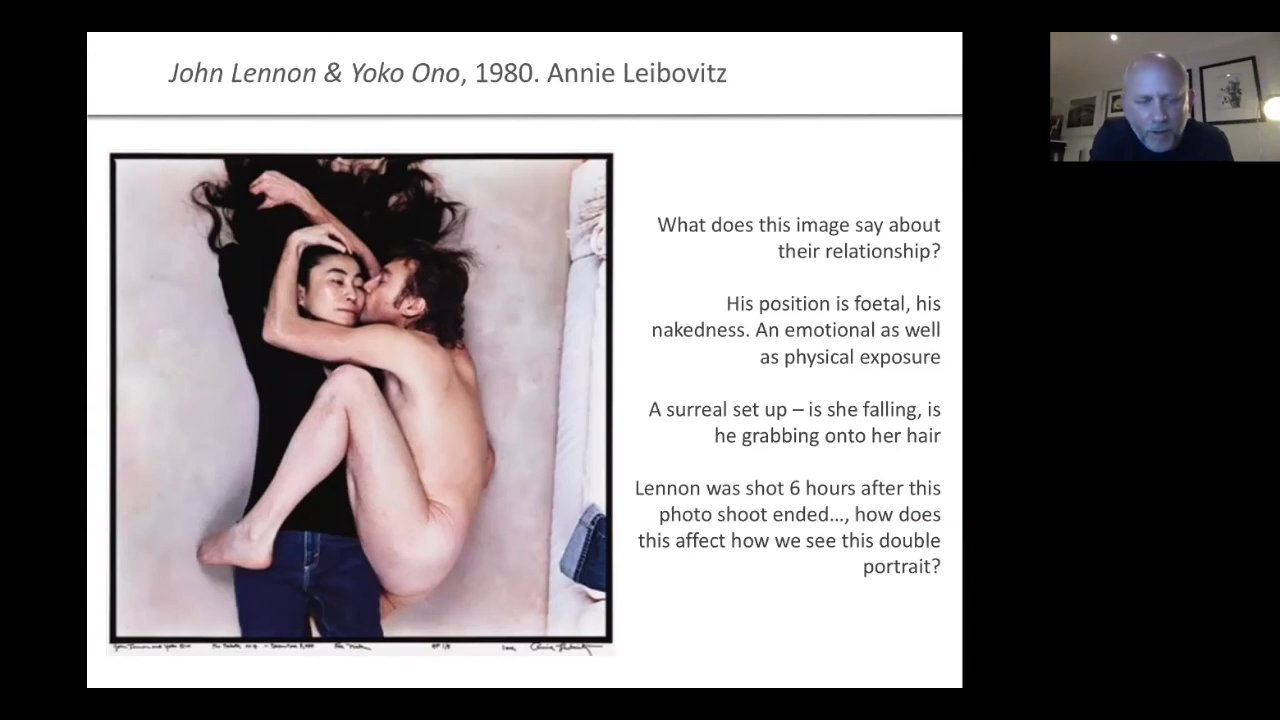 John Lennon & Yoko Ono, 1980. Annie Leibovitz
What does this image say about
their relationship?
His position is foetal, his
nakedness. An emotional as well
as physical exposure
A surreal set up – is she falling, is
he grabbing onto her hair
Lennon was shot 6 hours after this
photo shoot ended…, how does
this affect how we see this double
portrait?